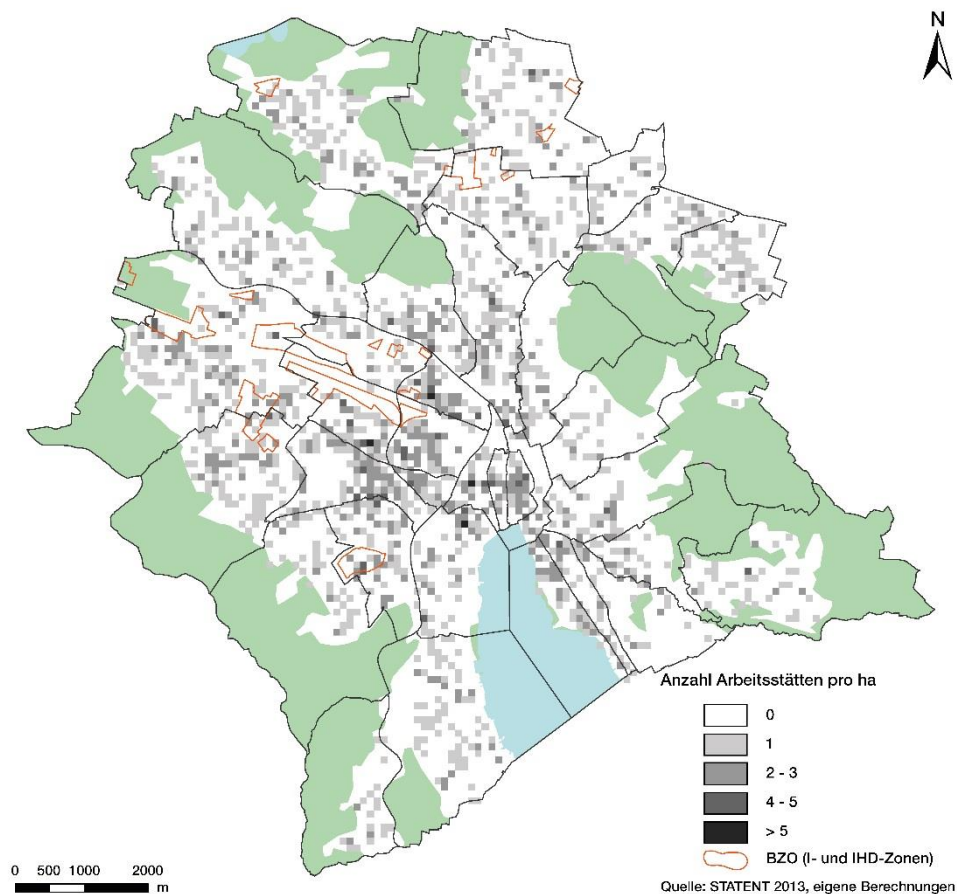 N
Anzahl Arbeitsstätten pro ha
0
1
2 - 3
4 - 5
> 5
BZO (I- und IHD-Zonen)
0 500 1000 2000
m
Quelle: STATENT 2013, eigene Berechnungen